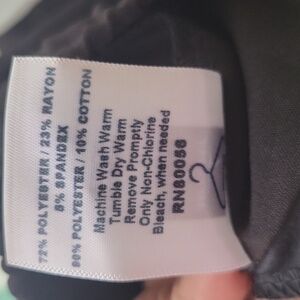 72% POLYESTER / 23% RAYON
5% SPANDEX
90% POLYESTER / 10% COTTON
Machine Wash Warm
Tumble Dry Warm
Remove Promptly
Only Non-Chlorine
Bleach, when needed
RN80056